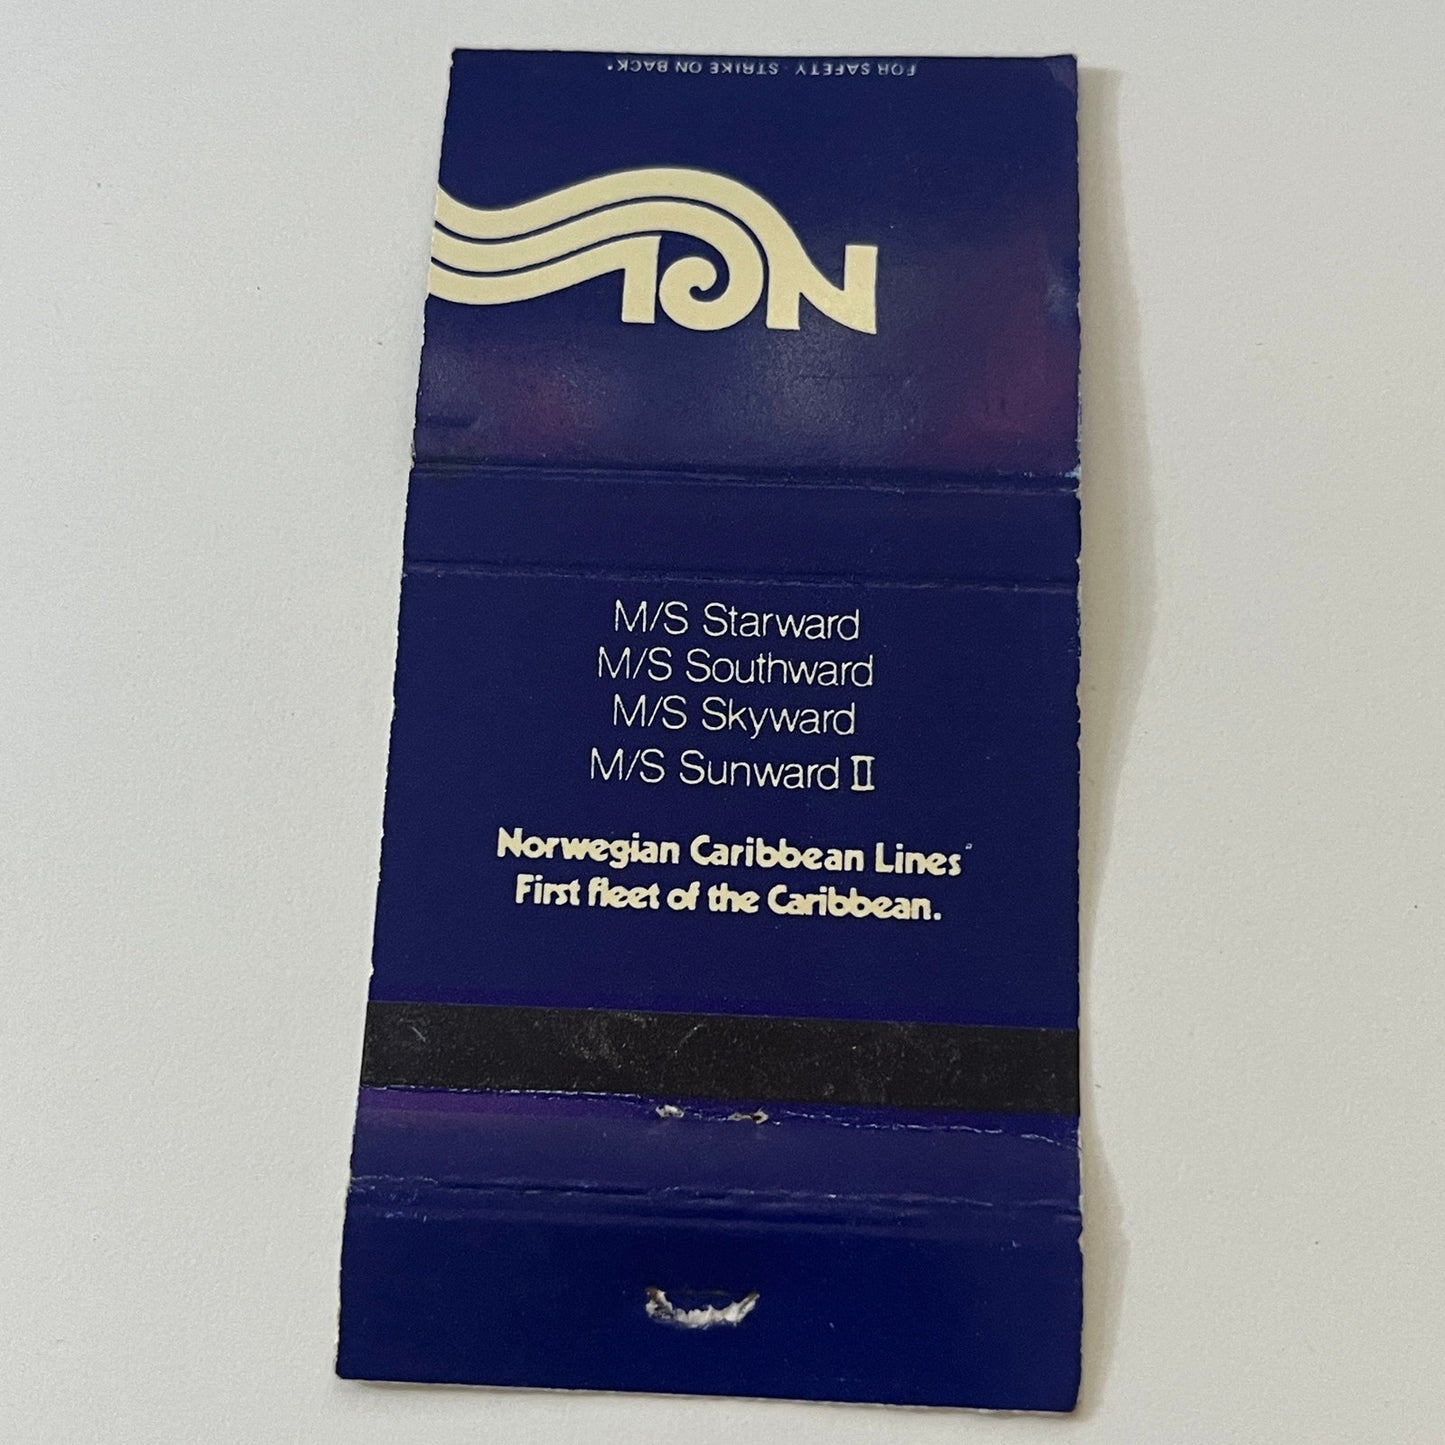 FOR SAFETY - STRIKE ON BACK.
NCL
M/S Starward
M/S Southward
M/S Skyward
M/S Sunward II
Norwegian Caribbean Lines
First fleet of the Caribbean.